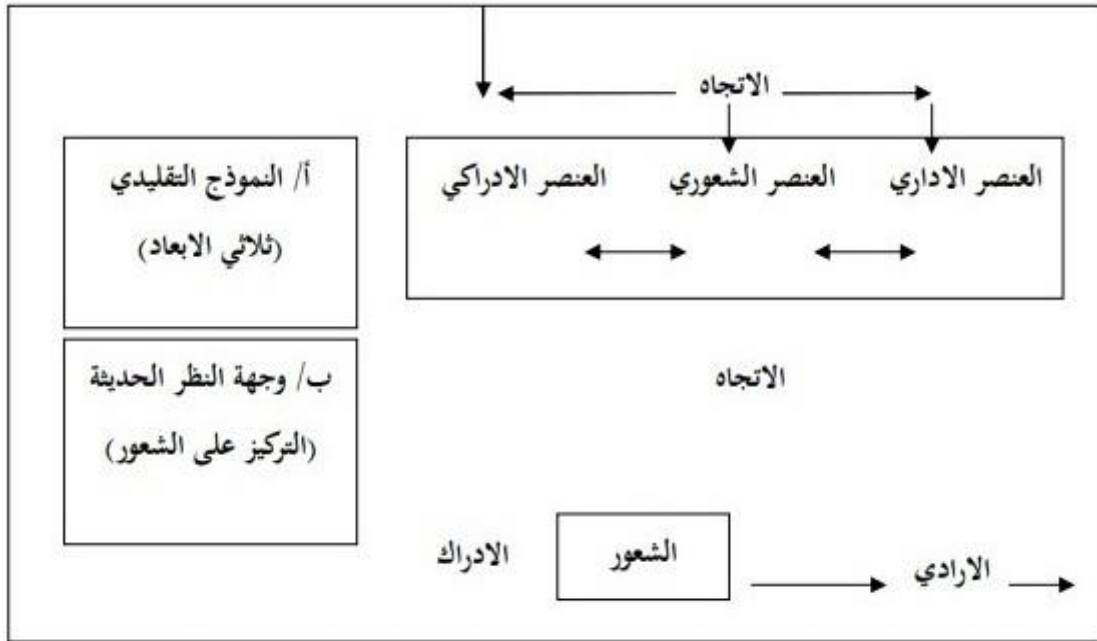 الاتجاه
العنصر الاداري
العنصر الشعوري
العنصر الادراكي
أ/ النموذج التقليدي
(ثلاثي الابعاد)
الاتجاه
ب/ وجهة النظر الحديثة
(التركيز على الشعور)
الارادي
الشعور
الادراك